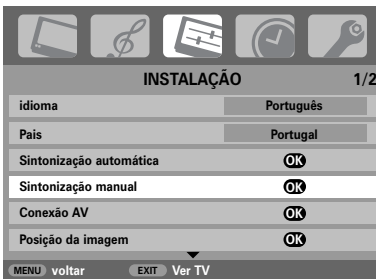 INSTALAÇÃO 1/2
idioma Português
Pais Portugal
Sintonização automática OK
Sintonização manual OK
Conexão AV OK
Posição da imagem OK
MENU voltar EXIT Ver TV